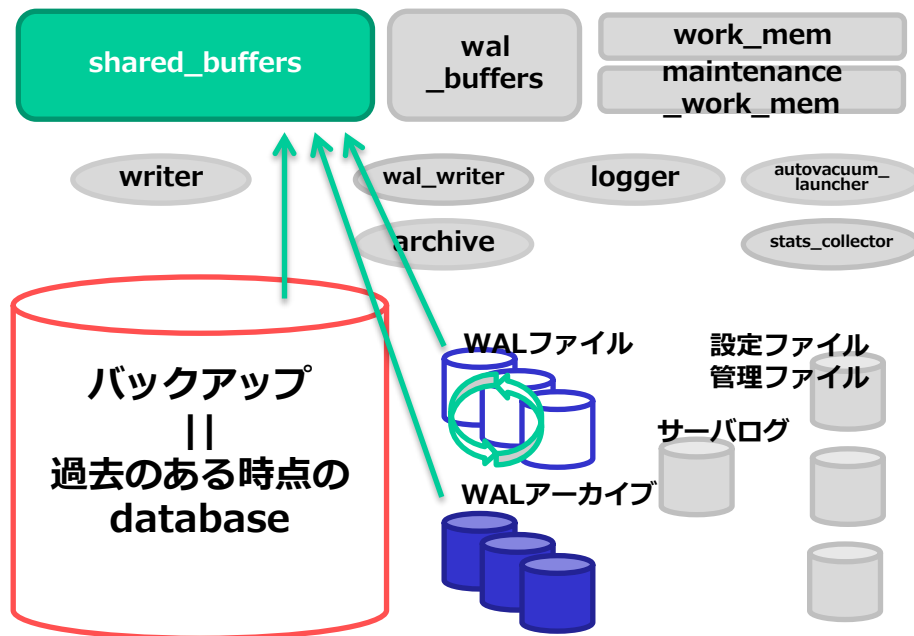 shared_buffers
wal
_buffers
work_mem
maintenance
_work_mem
writer
wal_writer
logger
autovacuum_
launcher
archive
stats_collector
バックアップ
||
過去のある時点の
database
WALファイル
設定ファイル
管理ファイル
サーバログ
WALアーカイブ